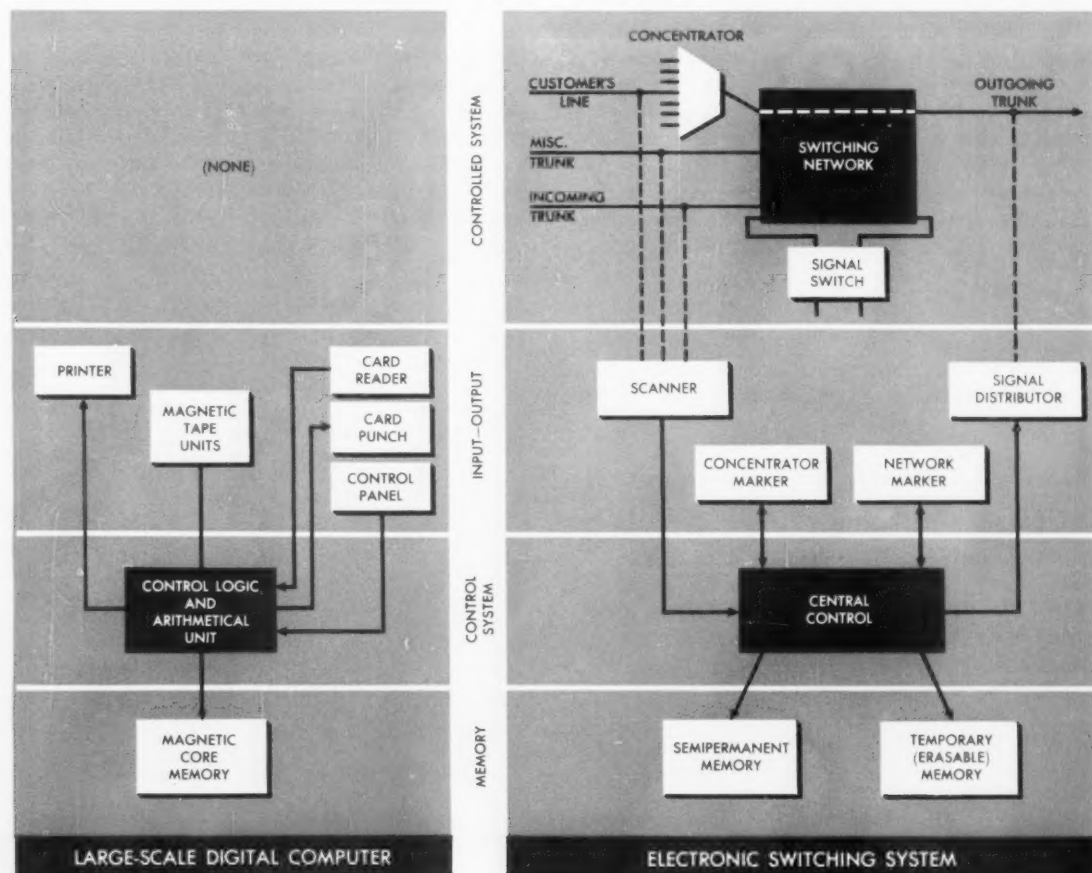 (NONE)
CONTROLLED SYSTEM
CONCENTRATOR
CUSTOMER'S
LINE
MISC.
TRUNK
INCOMING
TRUNK
SWITCHING
NETWORK
OUTGOING
TRUNK
SIGNAL
SWITCH
PRINTER
MAGNETIC
TAPE
UNITS
CARD
READER
CARD
PUNCH
CONTROL
PANEL
INPUT—OUTPUT
SCANNER
SIGNAL
DISTRIBUTOR
CONCENTRATOR
MARKER
NETWORK
MARKER
CONTROL LOGIC
AND
ARITHMETICAL
UNIT
CONTROL
SYSTEM
CENTRAL
CONTROL
MAGNETIC
CORE
MEMORY
MEMORY
SEMIPERMANENT
MEMORY
TEMPORARY
(ERASABLE)
MEMORY
LARGE-SCALE DIGITAL COMPUTER
ELECTRONIC SWITCHING SYSTEM